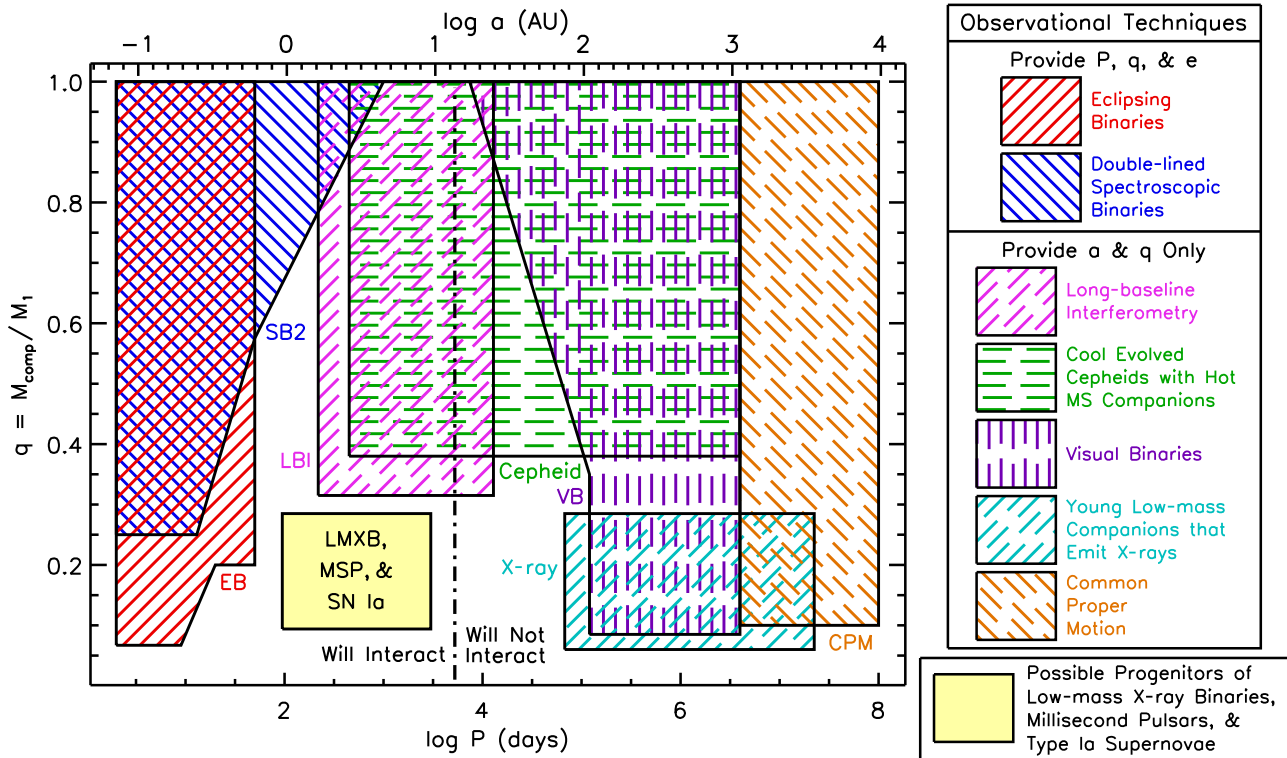 log a (AU)
−1 0 1 2 3 4
1.0
0.8
0.6
0.4
0.2
q = Mcomp/ M1
SB2
LBI
Cepheid
VB
X-ray
EB
CPM
LMXB,
MSP, &
SN Ia
Will Interact
Will Not
Interact
2 4 6 8
log P (days)
Observational Techniques
Provide P, q, & e
Eclipsing
Binaries
Double-lined
Spectroscopic
Binaries
Provide a & q Only
Long-baseline
Interferometry
Cool Evolved
Cepheids with Hot
MS Companions
Visual Binaries
Young Low-mass
Companions that
Emit X-rays
Common
Proper
Motion
Possible Progenitors of
Low-mass X-ray Binaries,
Millisecond Pulsars, &
Type Ia Supernovae